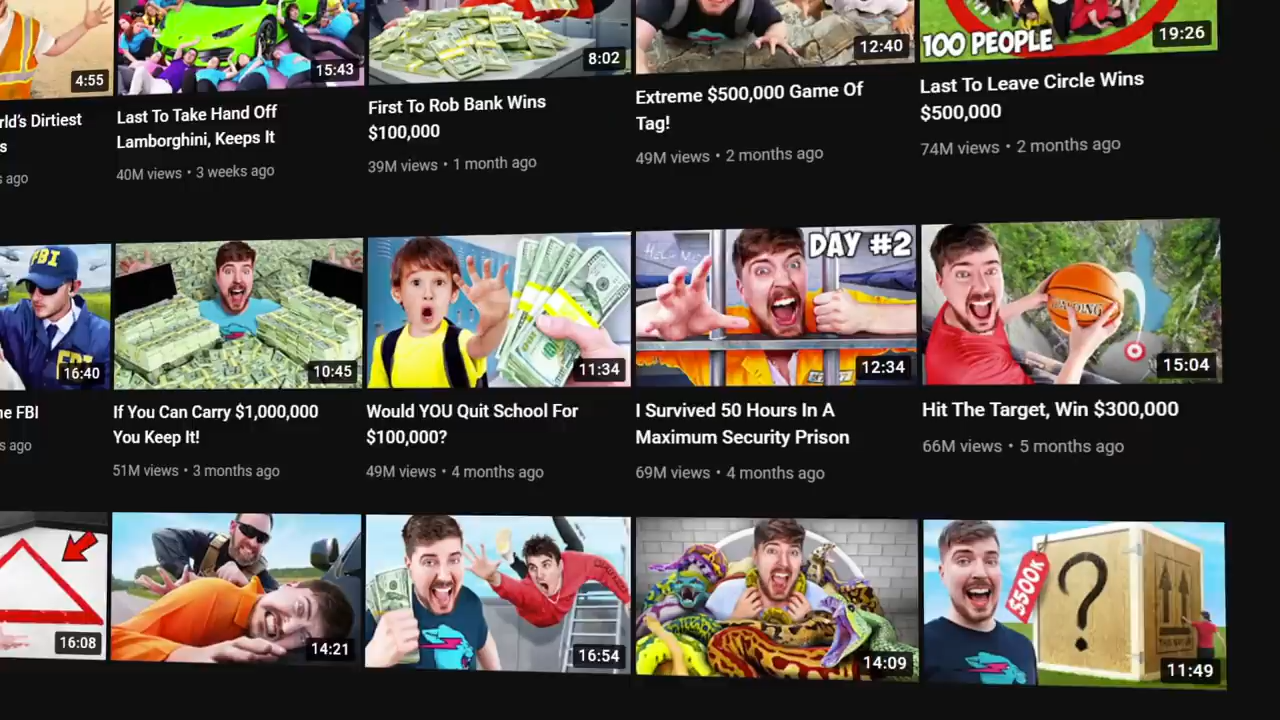 4:55
15:43
8:02
12:40
100 PEOPLE
19:26
rld's Dirtiest
s
s ago
Last To Take Hand Off
Lamborghini, Keeps It
40M views • 3 weeks ago
First To Rob Bank Wins
$100,000
39M views • 1 month ago
Extreme $500,000 Game Of
Tag!
49M views • 2 months ago
Last To Leave Circle Wins
$500,000
74M views • 2 months ago
FBI
FBI
16:40
10:45
11:34
DAY #2
12:34
SPALDING
15:04
ne FBI
s ago
If You Can Carry $1,000,000
You Keep It!
51M views • 3 months ago
Would YOU Quit School For
$100,000?
49M views • 4 months ago
I Survived 50 Hours In A
Maximum Security Prison
69M views • 4 months ago
Hit The Target, Win $300,000
66M views • 5 months ago
16:08
14:21
16:54
14:09
$500K
?
11:49